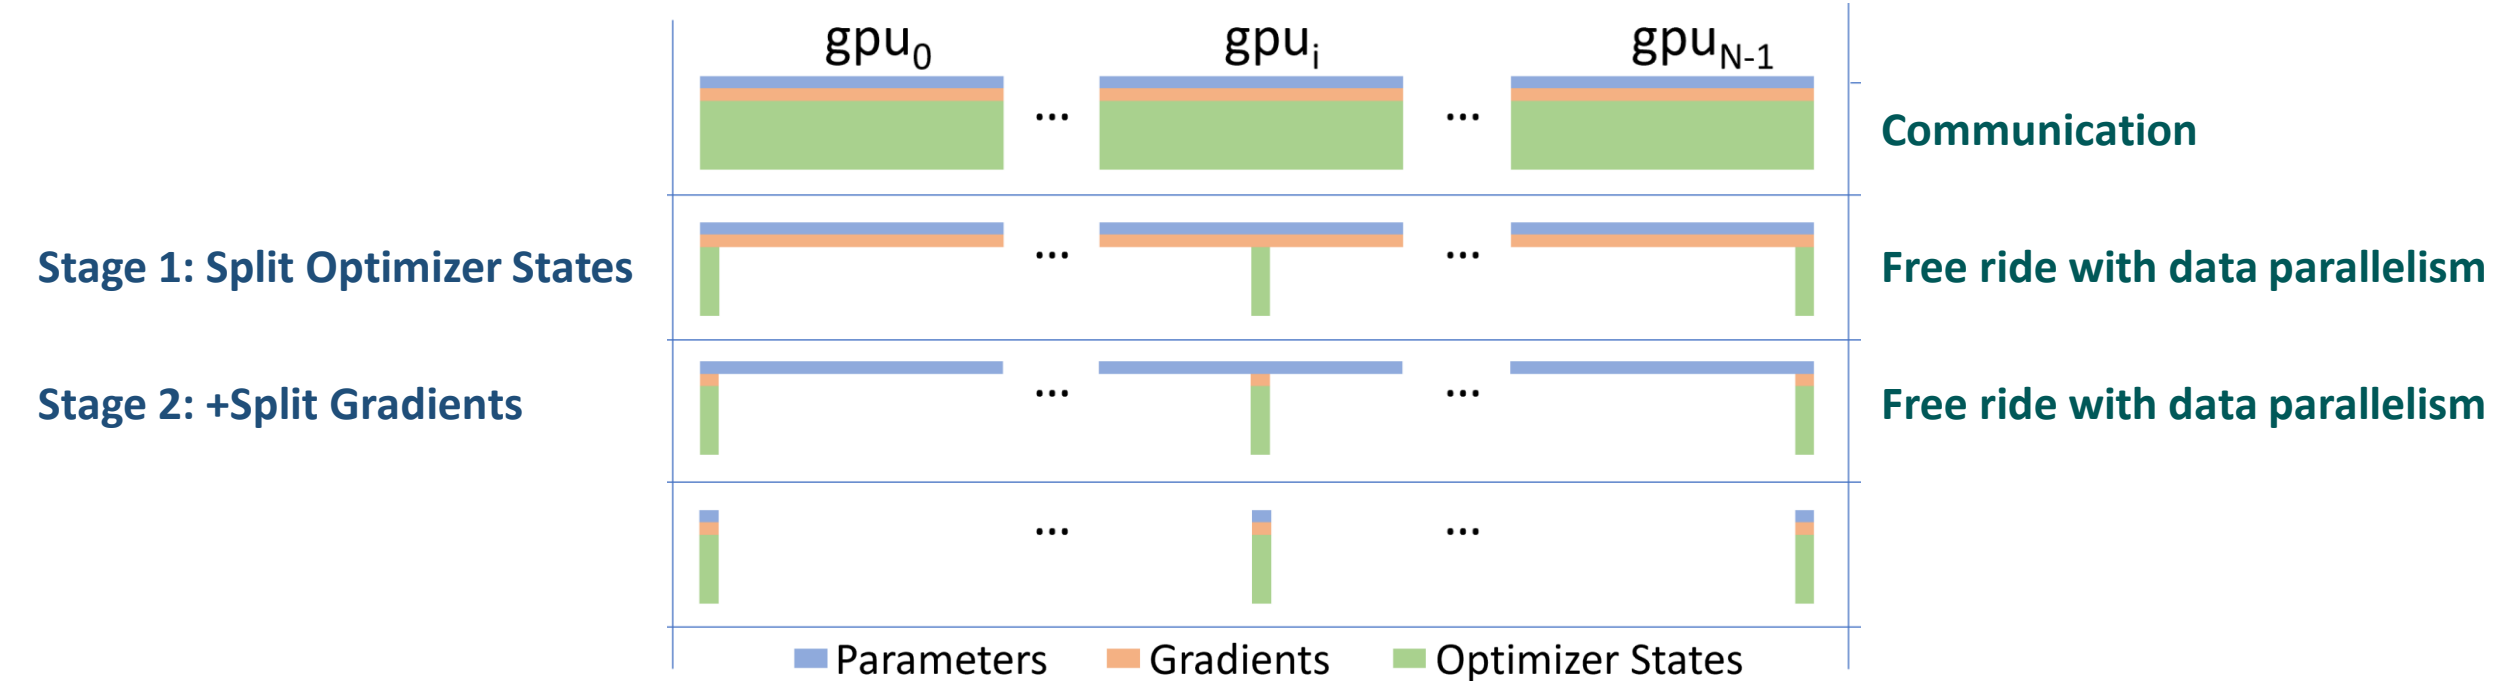 gpu0 gpui gpuN-1
... ...
Communication
Stage 1: Split Optimizer States ... ... Free ride with data parallelism
Stage 2: +Split Gradients ... ... Free ride with data parallelism
... ...
Parameters Gradients Optimizer States